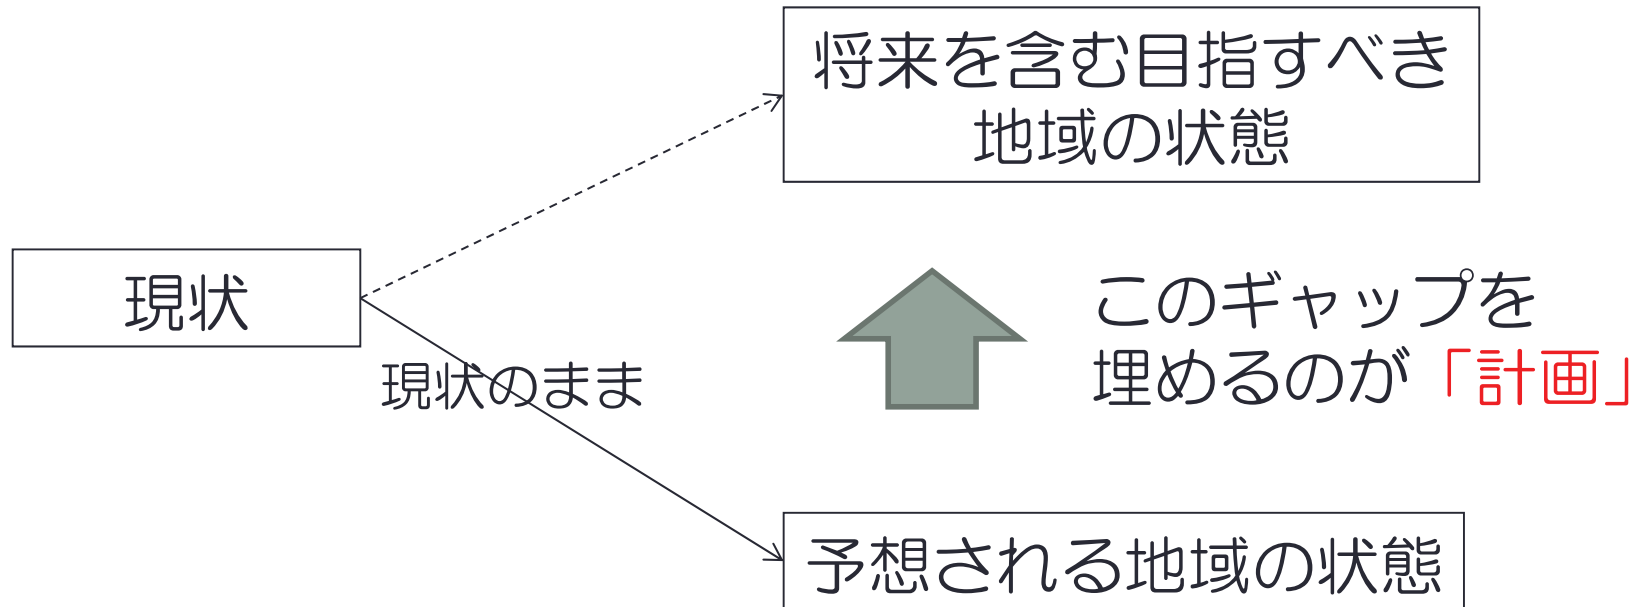 将来を含む目指すべき
地域の状態
現状
このギャップを
埋めるのが「計画」
現状のまま
予想される地域の状態